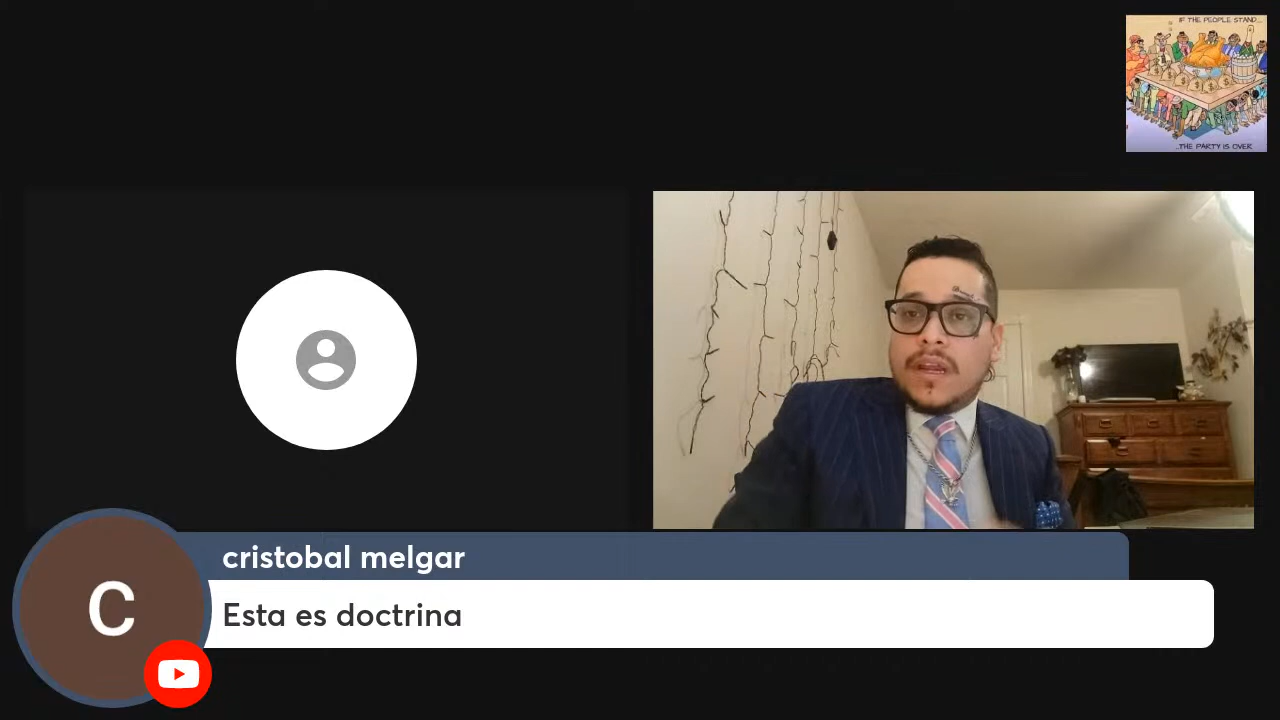 IF THE PEOPLE STAND...
...THE PARTY IS OVER
cristobal melgar
C
Esta es doctrina